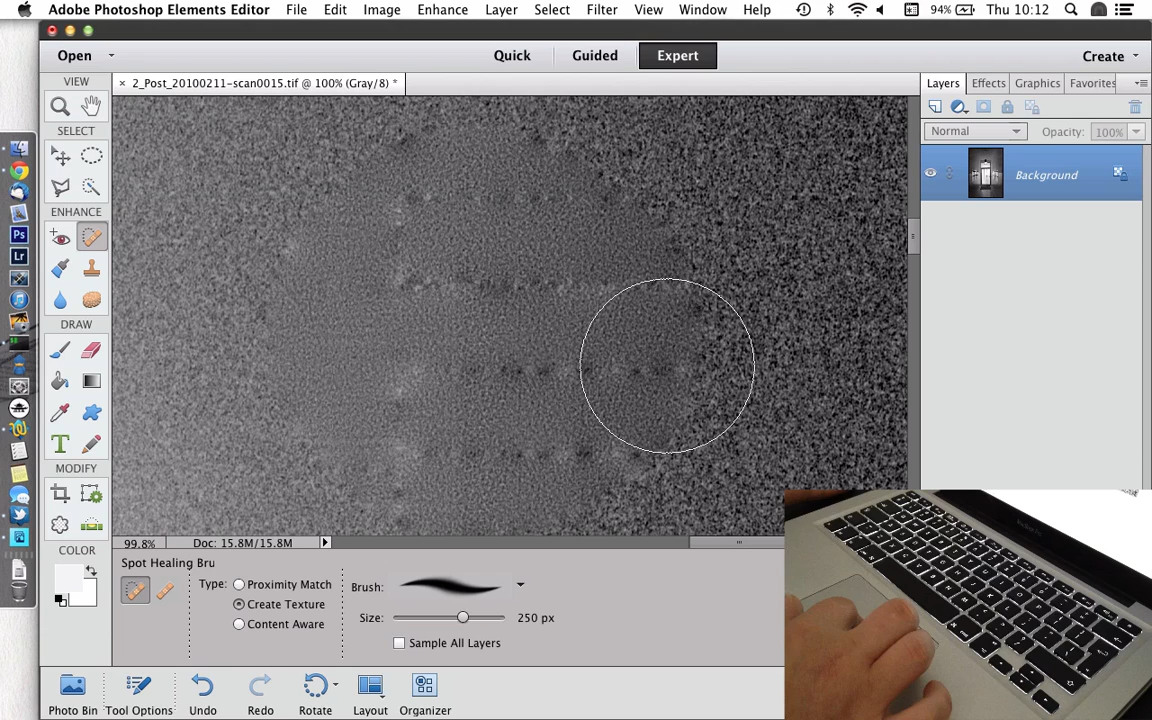 Adobe Photoshop Elements Editor File Edit Image Enhance Layer Select Filter View Window Help 94% Thu 10:12
Open Quick Guided Expert Create
VIEW
× 2_Post_20100211-scan0015.tif @ 100% (Gray/8) *
Layers Effects Graphics Favorites
SELECT
Normal Opacity: 100%
Background
ENHANCE
Ps
Lr
DRAW
T
MODIFY
COLOR
99.8% Doc: 15.8M/15.8M
Spot Healing Bru
Type: Proximity Match
Create Texture
Content Aware
Brush:
Size: 250 px
Sample All Layers
Photo Bin Tool Options Undo Redo Rotate Layout Organizer